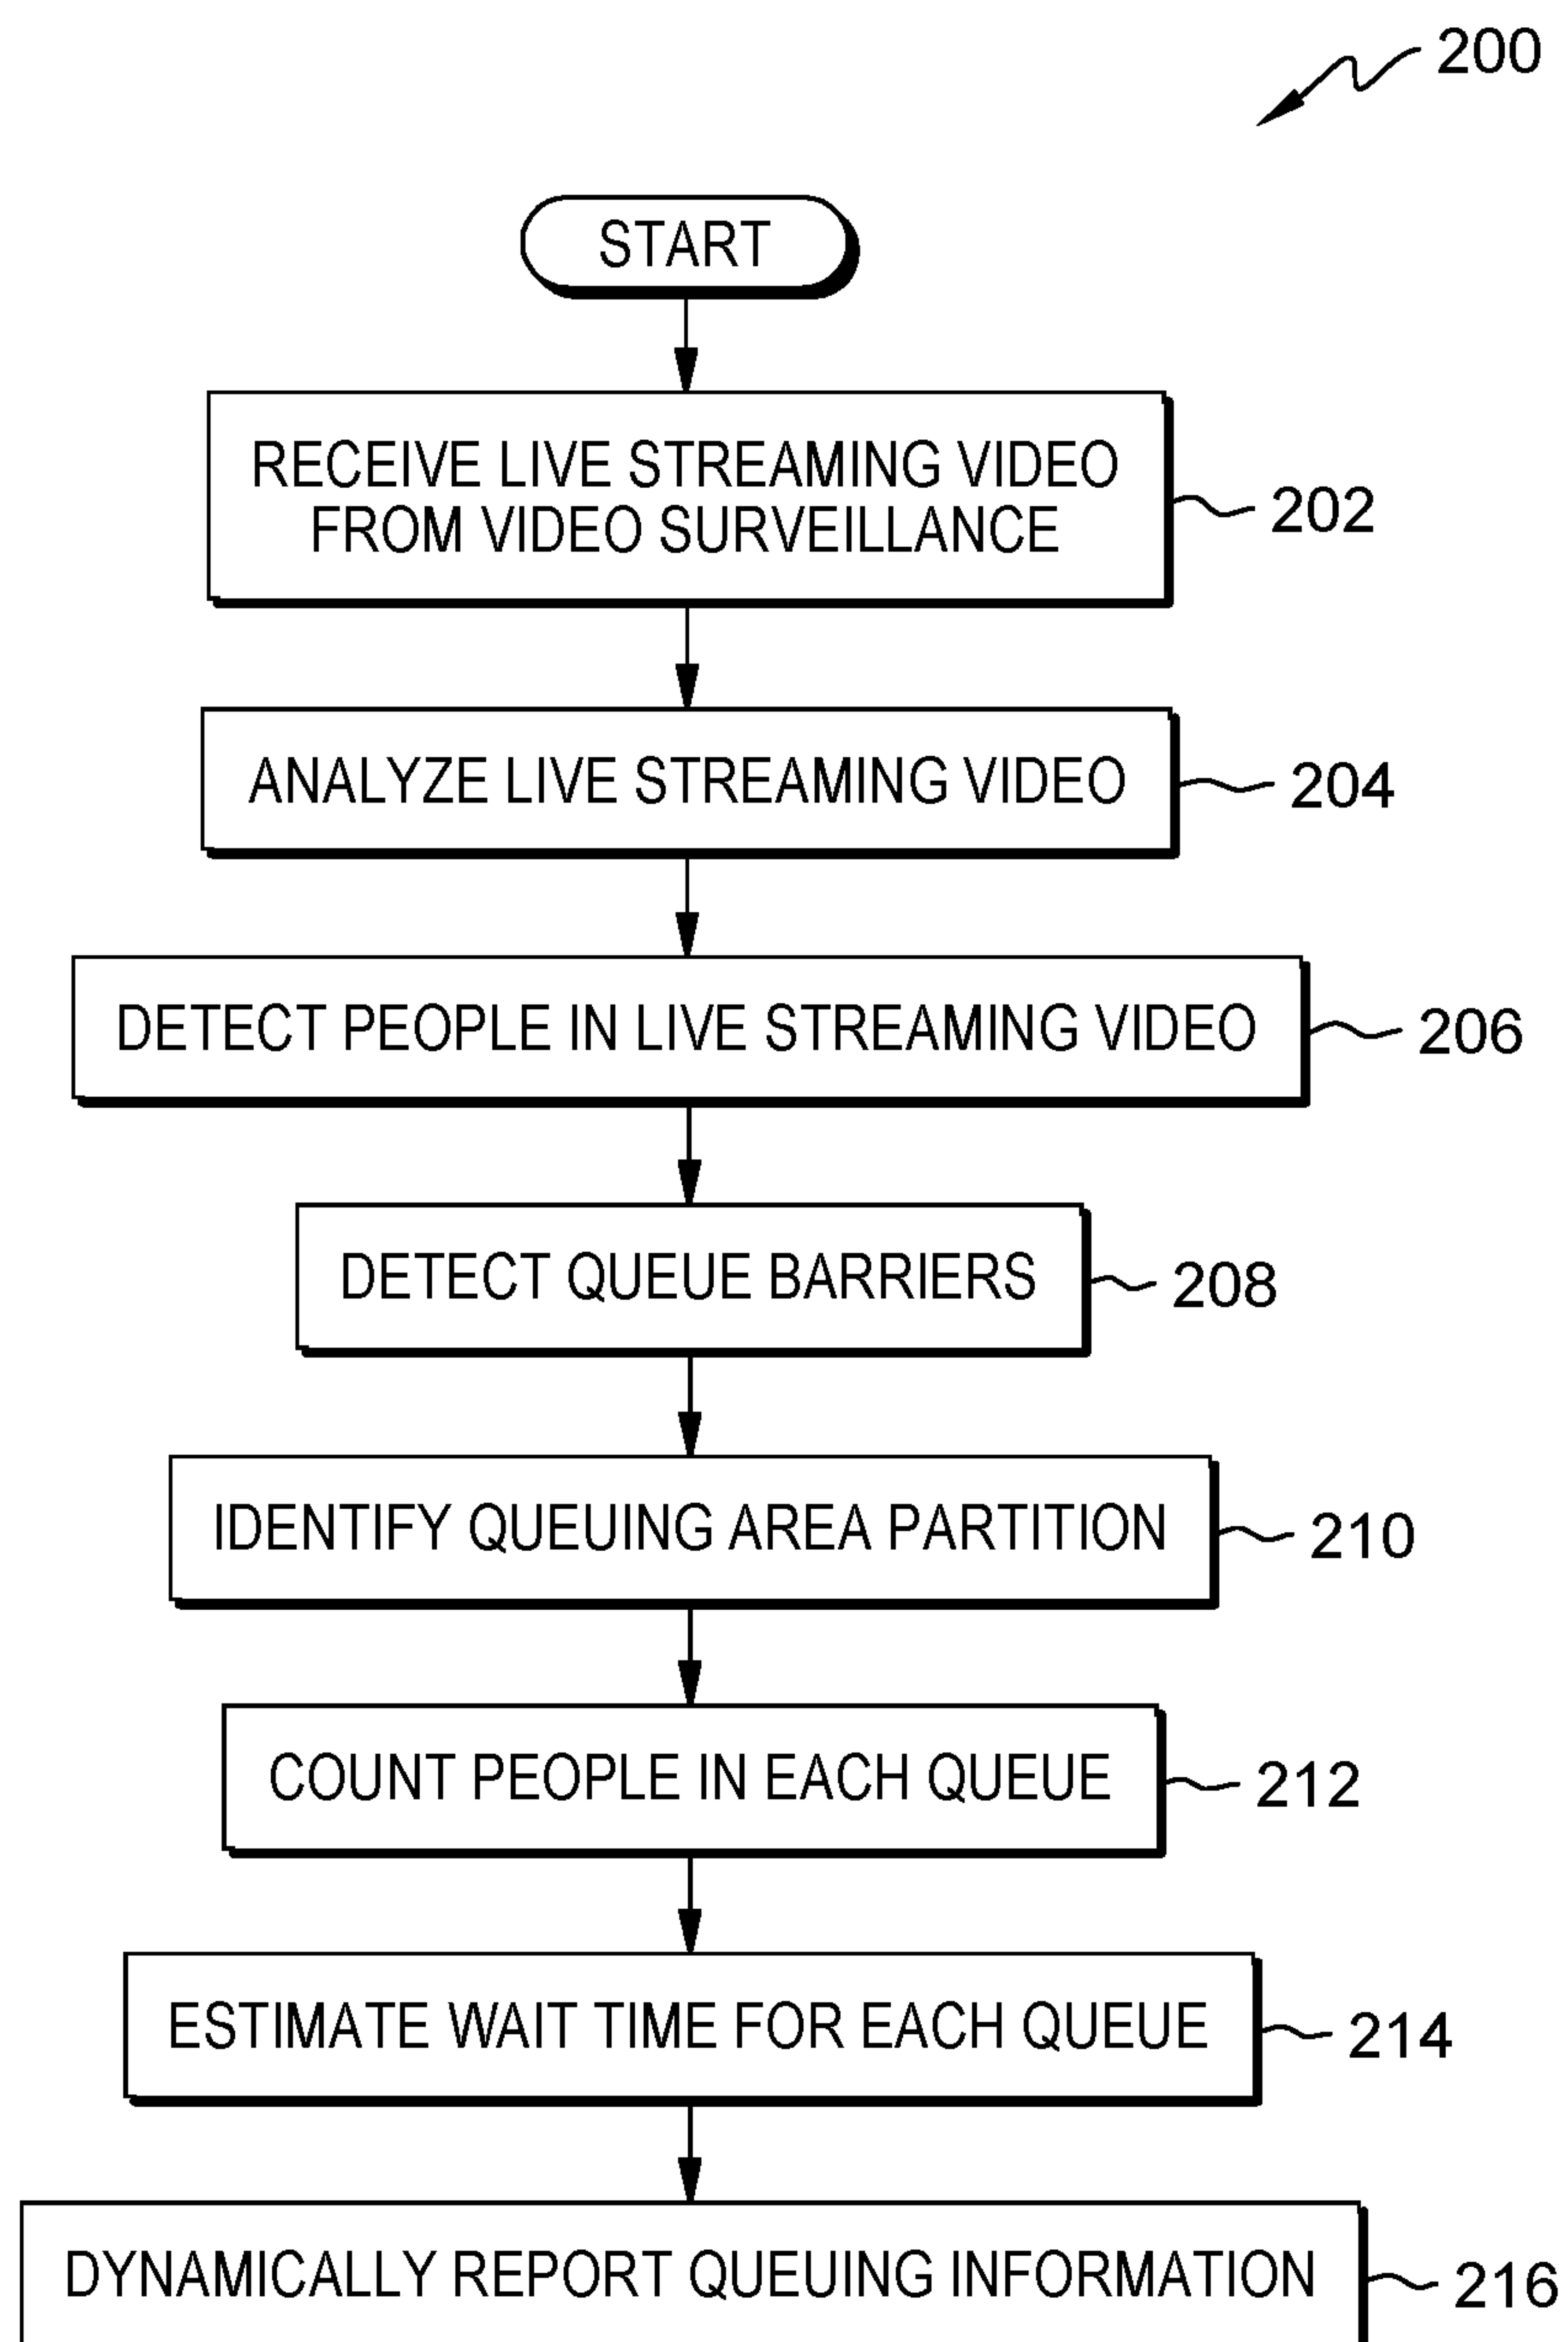 200
START
RECEIVE LIVE STREAMING VIDEO
FROM VIDEO SURVEILLANCE
202
ANALYZE LIVE STREAMING VIDEO
204
DETECT PEOPLE IN LIVE STREAMING VIDEO
206
DETECT QUEUE BARRIERS
208
IDENTIFY QUEUING AREA PARTITION
210
COUNT PEOPLE IN EACH QUEUE
212
ESTIMATE WAIT TIME FOR EACH QUEUE
214
DYNAMICALLY REPORT QUEUING INFORMATION
216